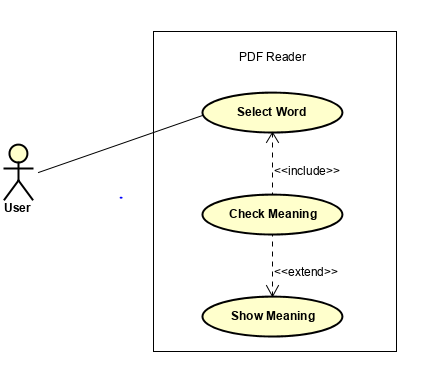 PDF Reader
Select Word
<<include>>
User
Check Meaning
<<extend>>
Show Meaning